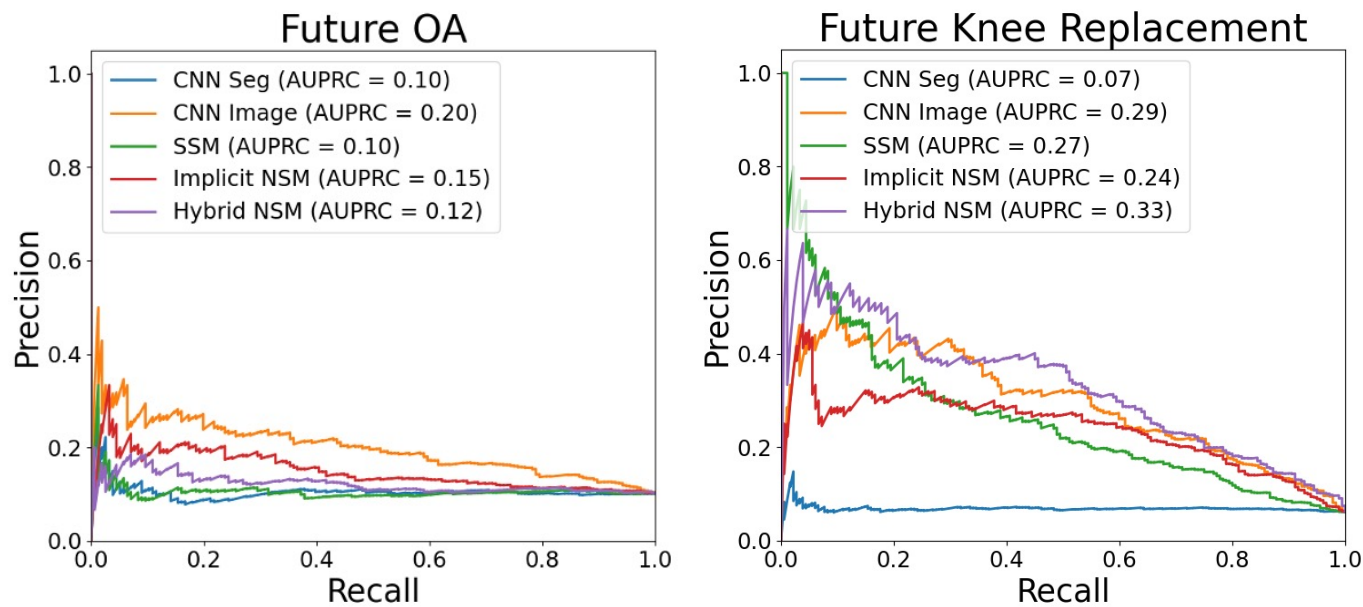 Future OA
1.0
0.8
0.6
0.4
0.2
0.0
Precision
CNN Seg (AUPRC = 0.10)
CNN Image (AUPRC = 0.20)
SSM (AUPRC = 0.10)
Implicit NSM (AUPRC = 0.15)
Hybrid NSM (AUPRC = 0.12)
0.0 0.2 0.4 0.6 0.8 1.0
Recall
Future Knee Replacement
1.0
0.8
0.6
0.4
0.2
0.0
Precision
CNN Seg (AUPRC = 0.07)
CNN Image (AUPRC = 0.29)
SSM (AUPRC = 0.27)
Implicit NSM (AUPRC = 0.24)
Hybrid NSM (AUPRC = 0.33)
0.0 0.2 0.4 0.6 0.8 1.0
Recall